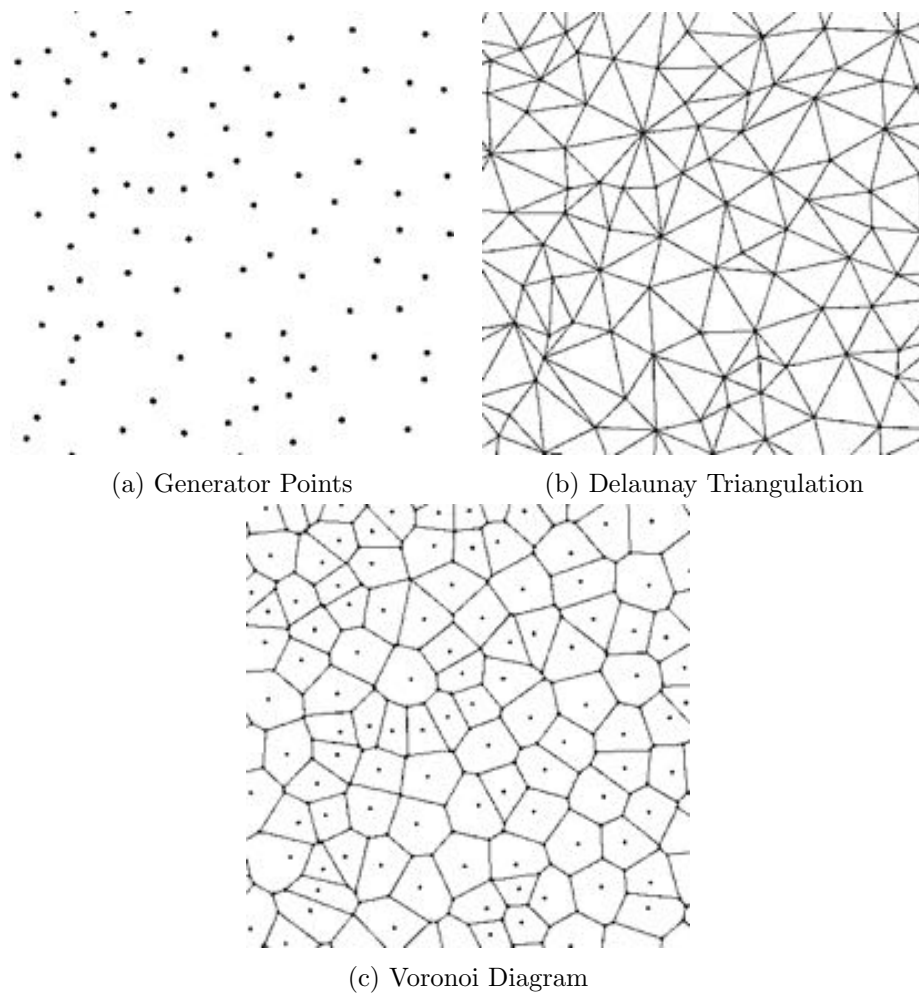 (a) Generator Points
(b) Delaunay Triangulation
(c) Voronoi Diagram